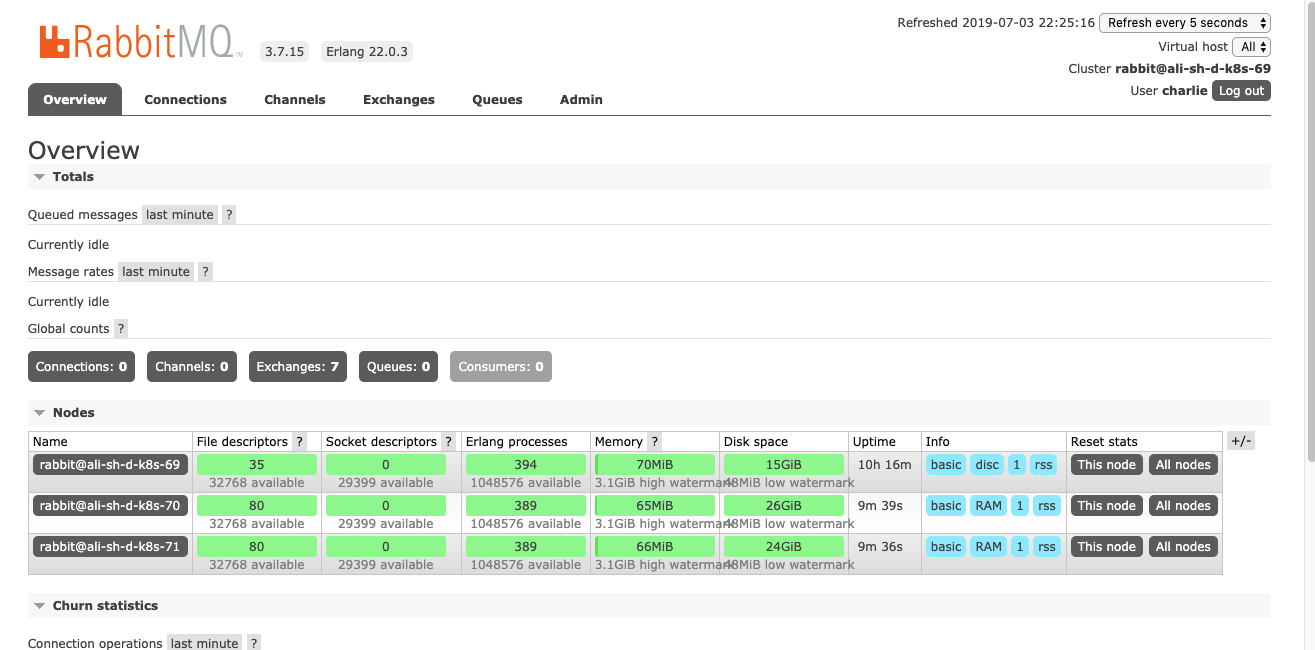 RabbitMQ TM 3.7.15 Erlang 22.0.3
Refreshed 2019-07-03 22:25:16 Refresh every 5 seconds
Virtual host All
Cluster rabbit@ali-sh-d-k8s-69
User charlie Log out
Overview Connections Channels Exchanges Queues Admin
Overview
Totals
Queued messages last minute ?
Currently idle
Message rates last minute ?
Currently idle
Global counts ?
Connections: 0 Channels: 0 Exchanges: 7 Queues: 0 Consumers: 0
Nodes
Name File descriptors ? Socket descriptors ? Erlang processes Memory ? Disk space Uptime Info Reset stats +/-
rabbit@ali-sh-d-k8s-69 35 0 394 70MiB 15GiB 10h 16m basic disc 1 rss This node All nodes
32768 available 29399 available 1048576 available 3.1GiB high watermark 48MiB low watermark
rabbit@ali-sh-d-k8s-70 80 0 389 65MiB 26GiB 9m 39s basic RAM 1 rss This node All nodes
32768 available 29399 available 1048576 available 3.1GiB high watermark 48MiB low watermark
rabbit@ali-sh-d-k8s-71 80 0 389 66MiB 24GiB 9m 36s basic RAM 1 rss This node All nodes
32768 available 29399 available 1048576 available 3.1GiB high watermark 48MiB low watermark
Churn statistics
Connection operations last minute ?